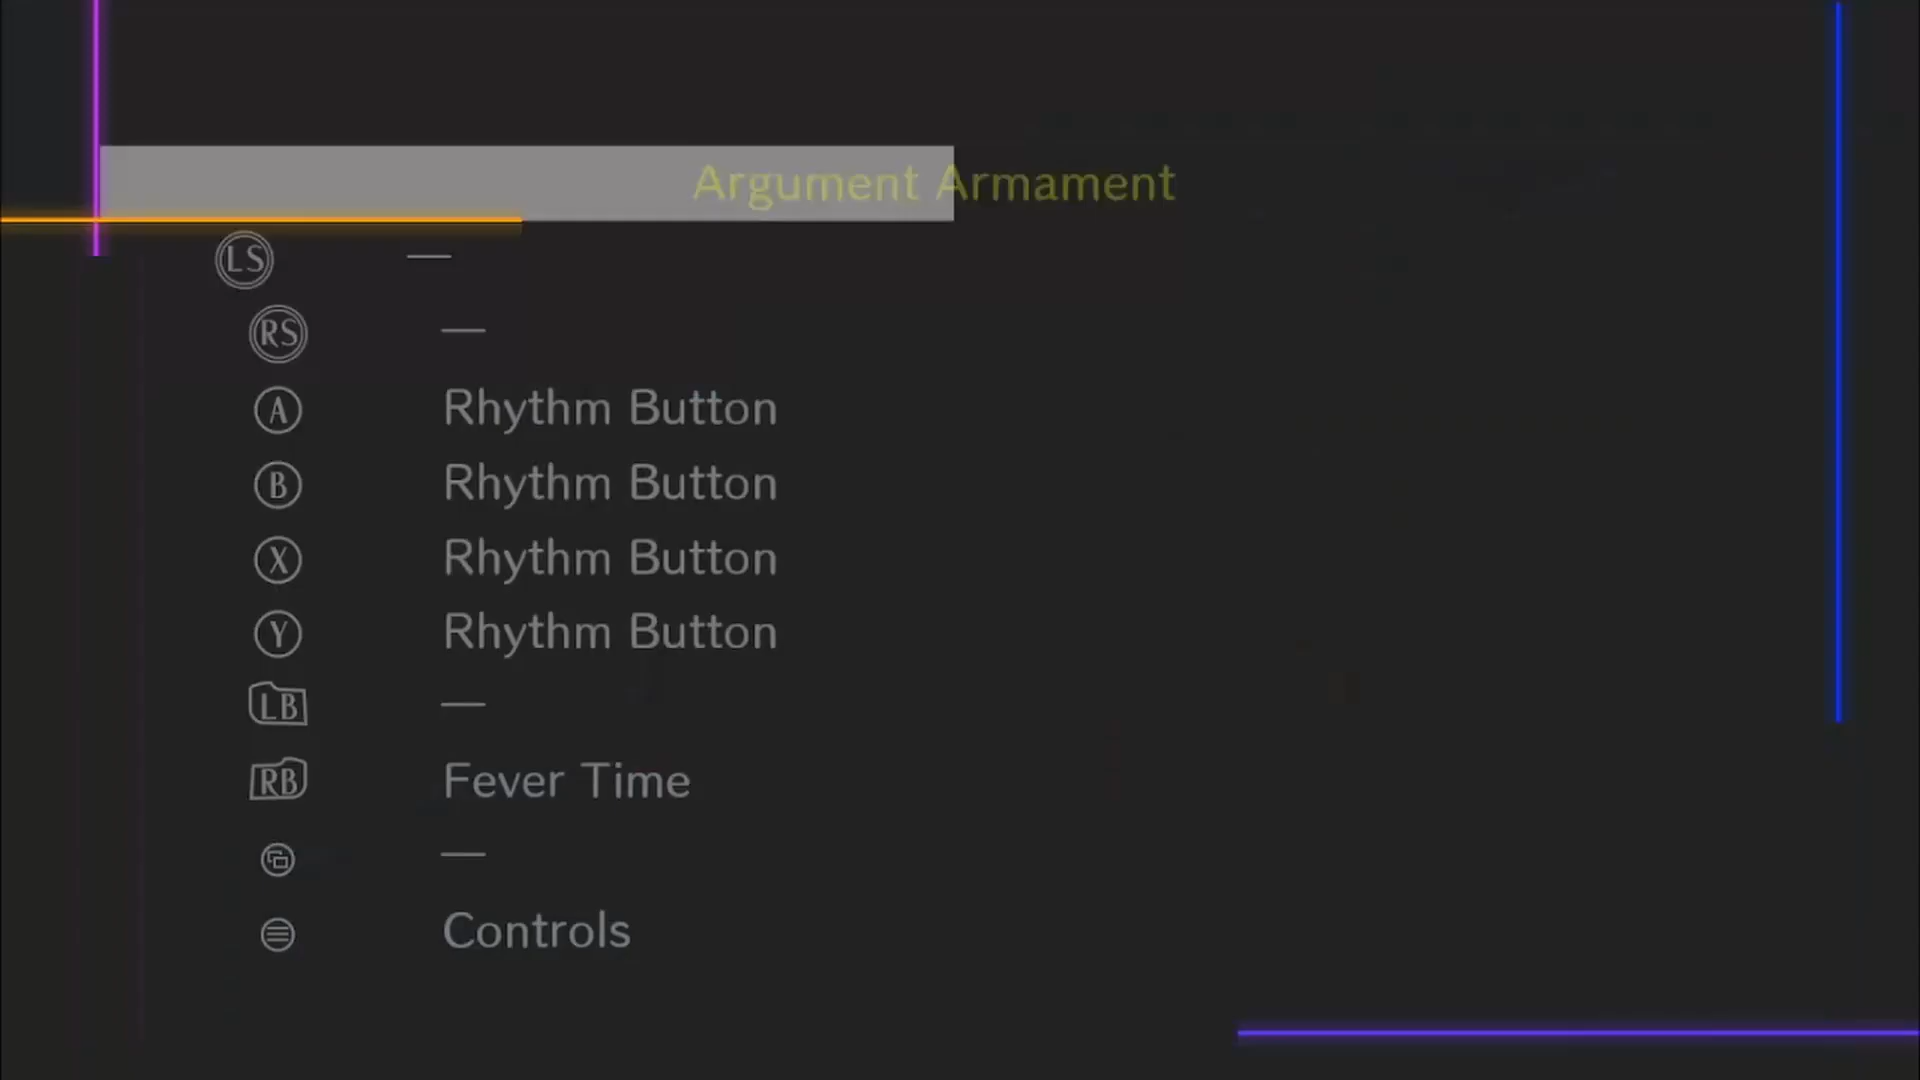 Argument Armament
LS —
RS —
A Rhythm Button
B Rhythm Button
X Rhythm Button
Y Rhythm Button
LB —
RB Fever Time
—
Controls